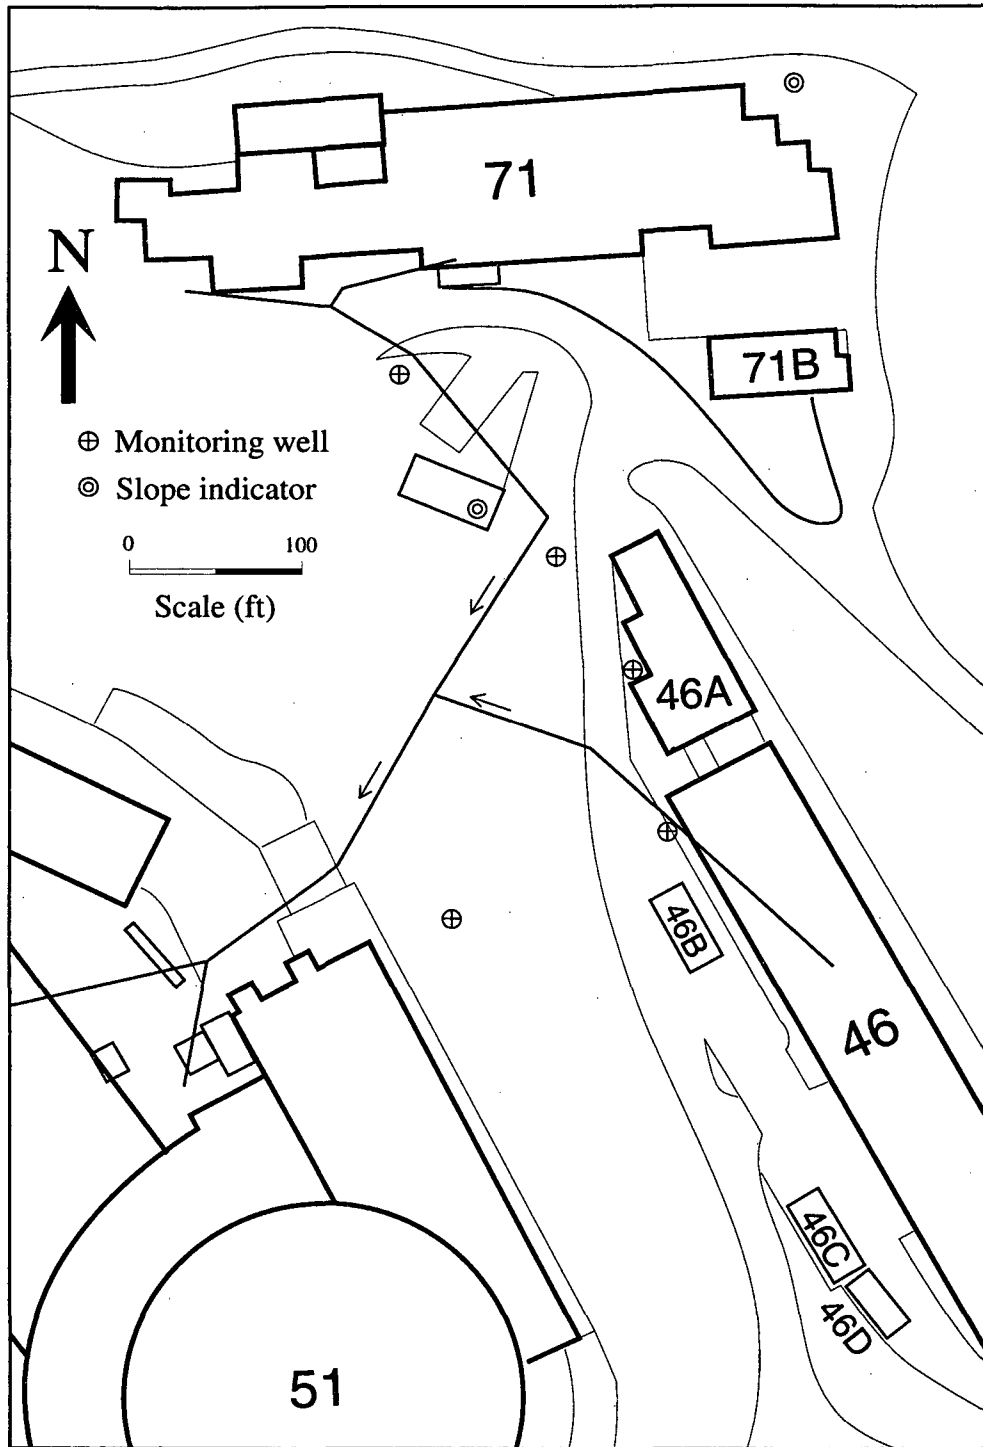 71
N
71B
Monitoring well
Slope indicator
0 100
Scale (ft)
46A
46B
46
46C
46D
51